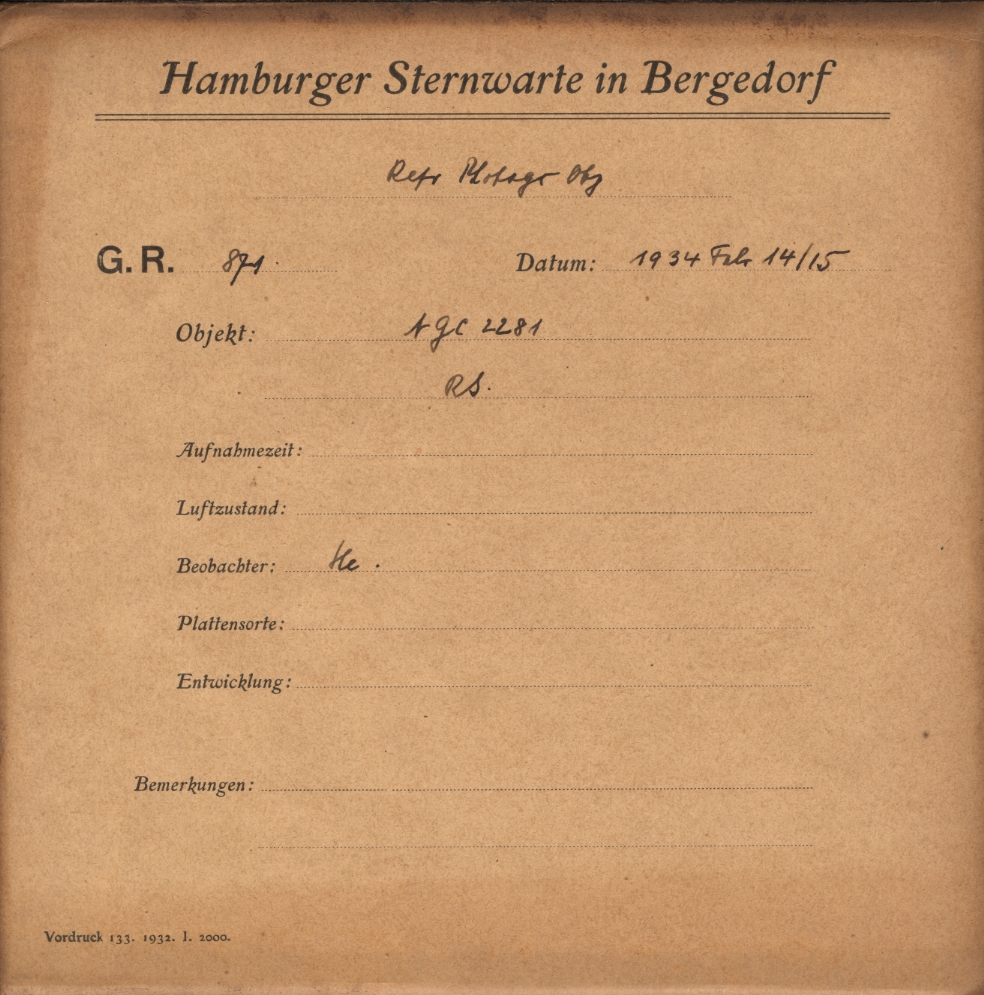 Hamburger Sternwarte in Bergedorf
Refr Photogr Obj
G. R. 871. Datum: 1934 Febr 14/15
Objekt: NGC 2281
RS.
Aufnahmezeit:
Luftzustand:
Beobachter: He.
Plattensorte:
Entwicklung:
Bemerkungen:
Vordruck 133. 1932. I. 2000.